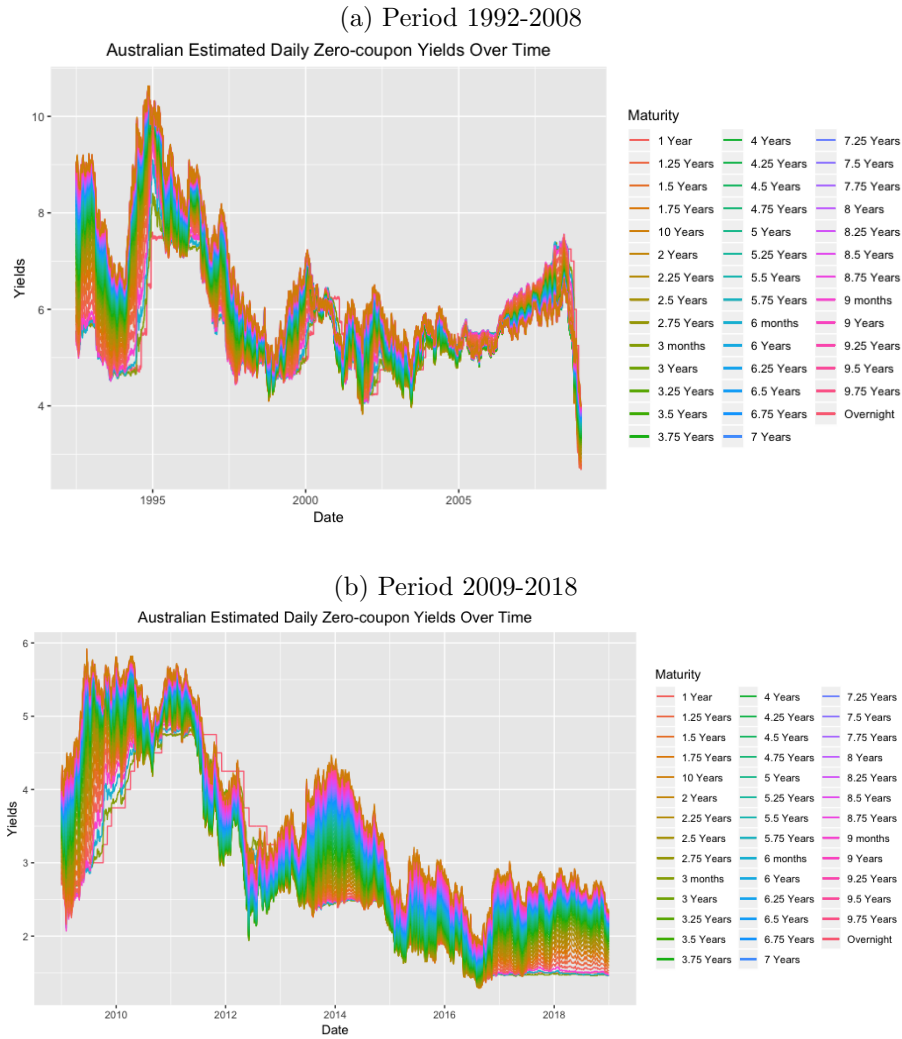 (a) Period 1992-2008
Australian Estimated Daily Zero-coupon Yields Over Time
Yields
10
8
6
4
1995
2000
2005
Date
Maturity
1 Year
1.25 Years
1.5 Years
1.75 Years
10 Years
2 Years
2.25 Years
2.5 Years
2.75 Years
3 months
3 Years
3.25 Years
3.5 Years
3.75 Years
4 Years
4.25 Years
4.5 Years
4.75 Years
5 Years
5.25 Years
5.5 Years
5.75 Years
6 months
6 Years
6.25 Years
6.5 Years
6.75 Years
7 Years
7.25 Years
7.5 Years
7.75 Years
8 Years
8.25 Years
8.5 Years
8.75 Years
9 months
9 Years
9.25 Years
9.5 Years
9.75 Years
Overnight
(b) Period 2009-2018
Australian Estimated Daily Zero-coupon Yields Over Time
Yields
6
5
4
3
2
2010
2012
2014
2016
2018
Date
Maturity
1 Year
1.25 Years
1.5 Years
1.75 Years
10 Years
2 Years
2.25 Years
2.5 Years
2.75 Years
3 months
3 Years
3.25 Years
3.5 Years
3.75 Years
4 Years
4.25 Years
4.5 Years
4.75 Years
5 Years
5.25 Years
5.5 Years
5.75 Years
6 months
6 Years
6.25 Years
6.5 Years
6.75 Years
7 Years
7.25 Years
7.5 Years
7.75 Years
8 Years
8.25 Years
8.5 Years
8.75 Years
9 months
9 Years
9.25 Years
9.5 Years
9.75 Years
Overnight